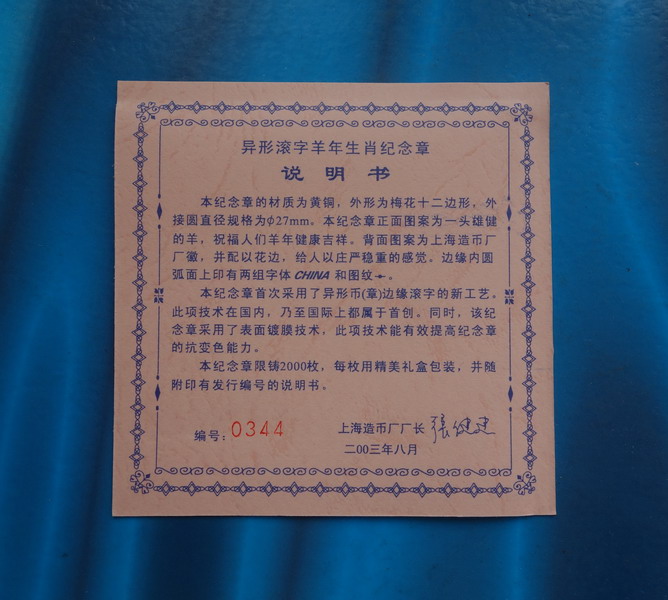 异形滚字羊年生肖纪念章
说明书
本纪念章的材质为黄铜，外形为梅花十二边形，外
接圆直径规格为φ27mm。本纪念章正面图案为一头雄健
的羊，祝福人们羊年健康吉祥。背面图案为上海造币厂
厂徽，并配以花边，给人以庄严稳重的感觉。边缘内圆
弧面上印有两组字体CHINA和图纹。
本纪念章首次采用了异形币(章)边缘滚字的新工艺。
此项技术在国内，乃至国际上都属于首创。同时，该纪
念章采用了表面镀膜技术，此项技术能有效提高纪念章
的抗变色能力。
本纪念章限铸2000枚，每枚用精美礼盒包装，并随
附印有发行编号的说明书。
编号：0344
上海造币厂厂长 張健建
二00三年八月